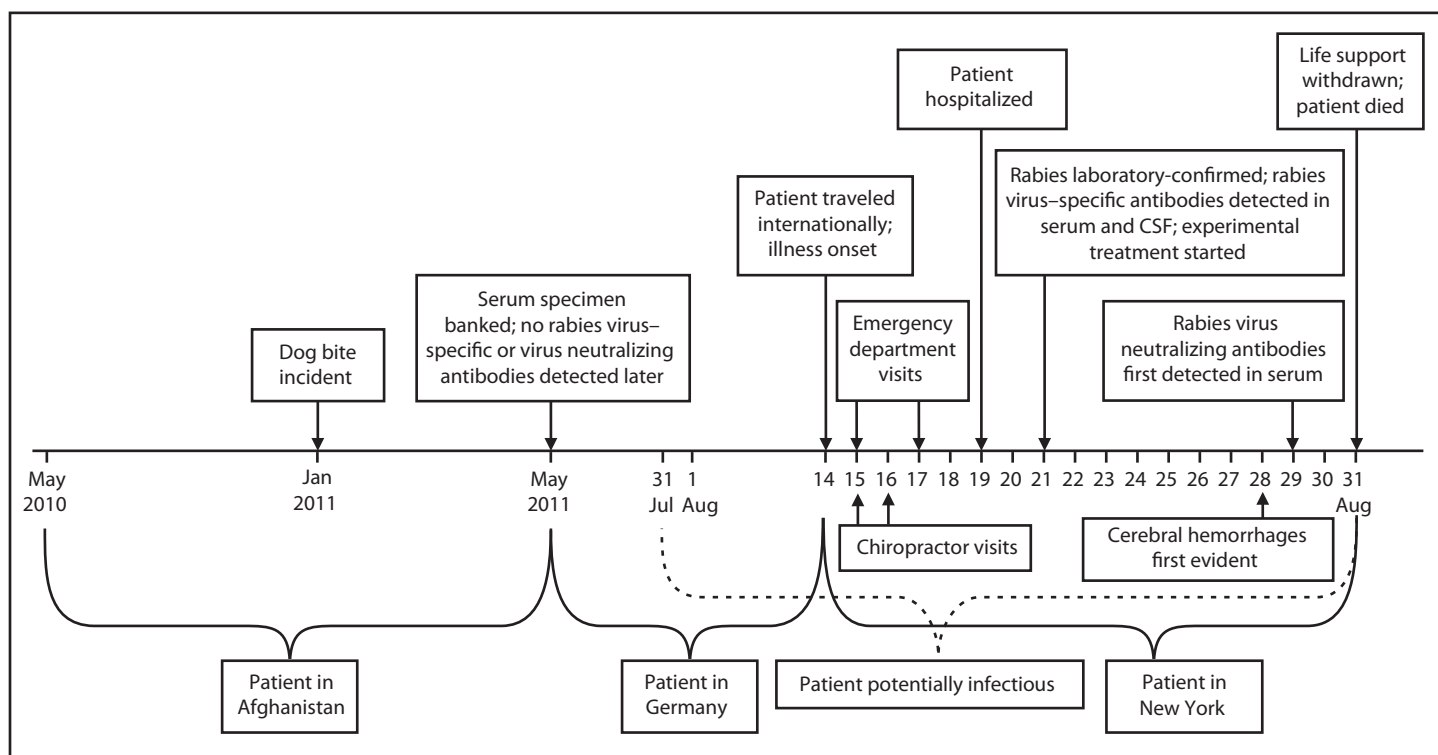 Patient
hospitalized
Life support
withdrawn;
patient died
Rabies laboratory-confirmed; rabies
virus–specific antibodies detected in
serum and CSF; experimental
treatment started
Patient traveled
internationally;
illness onset
Serum specimen
banked; no rabies virus–
specific or virus neutralizing
antibodies detected later
Dog bite
incident
Emergency
department
visits
Rabies virus
neutralizing antibodies
first detected in serum
May
2010
Jan
2011
May
2011
31
Jul
1
Aug
14 15 16 17 18 19 20 21 22 23 24 25 26 27 28 29 30 31
Aug
Chiropractor visits
Cerebral hemorrhages
first evident
Patient in
Afghanistan
Patient in
Germany
Patient potentially infectious
Patient in
New York